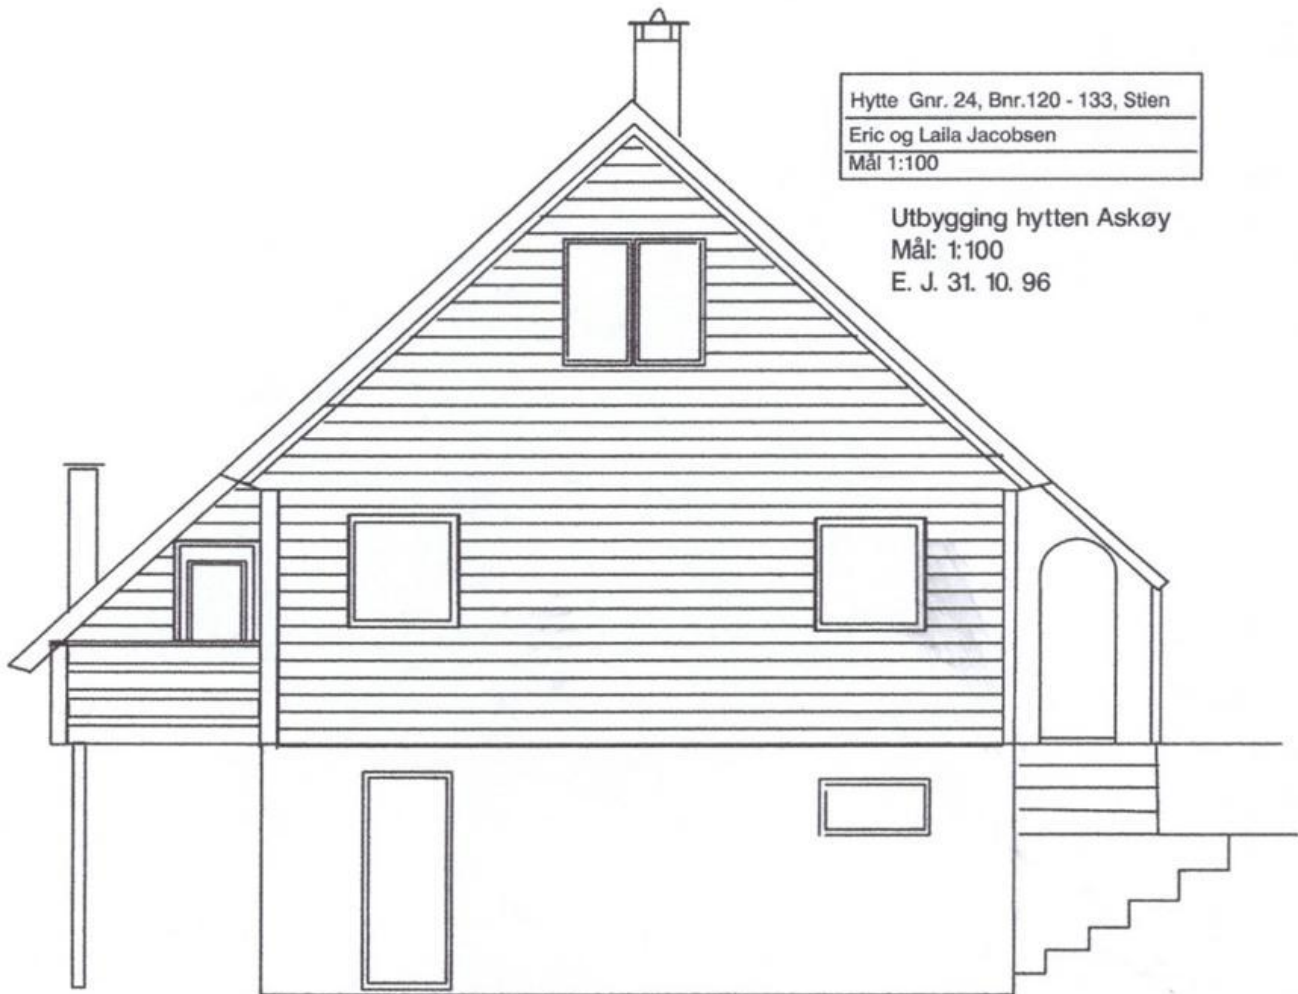 Hytte Gnr. 24, Bnr.120 - 133, Stien
Eric og Laila Jacobsen
Mål 1:100
Utbygging hytten Askøy
Mål: 1:100
E. J. 31. 10. 96